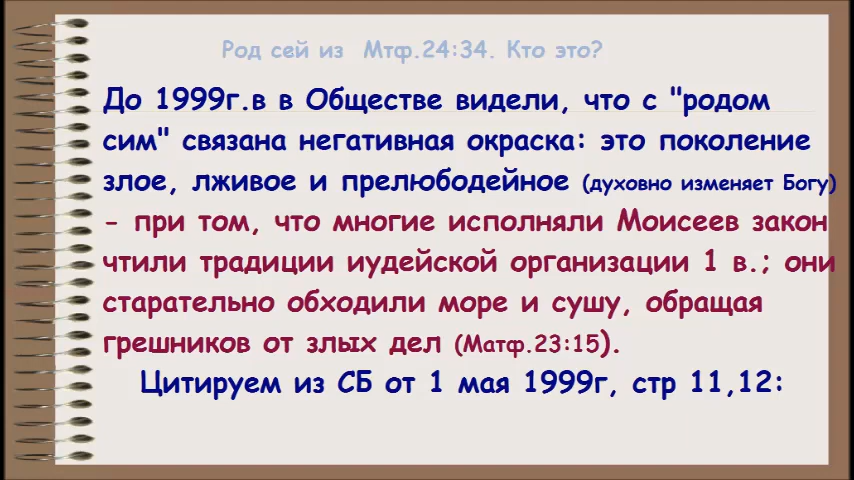 Род сей из Мтф.24:34. Кто это?
До 1999г.в в Обществе видели, что с "родом
сим" связана негативная окраска: это поколение
злое, лживое и прелюбодейное (духовно изменяет Богу)
- при том, что многие исполняли Моисеев закон
чтили традиции иудейской организации 1 в.; они
старательно обходили море и сушу, обращая
грешников от злых дел (Матф.23:15).
Цитируем из СБ от 1 мая 1999г, стр 11,12: